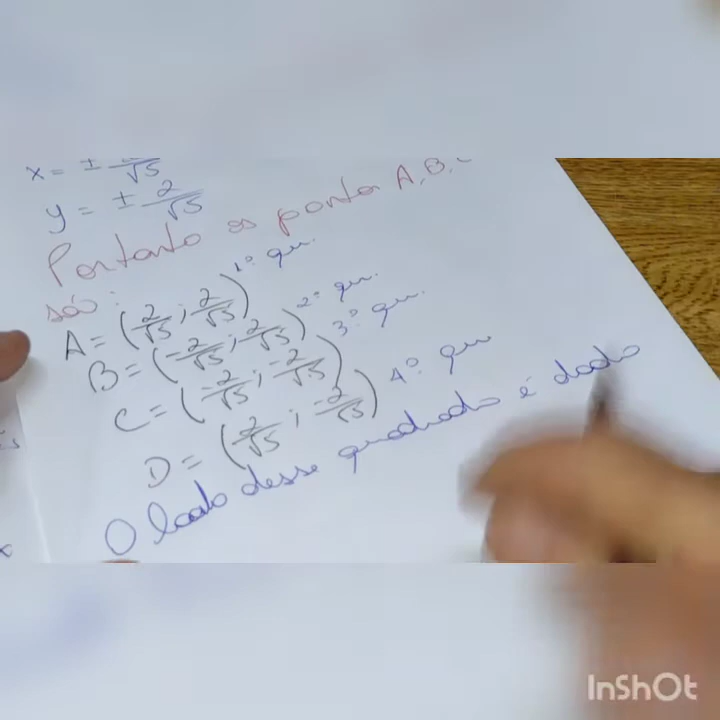 x = ± 2/√5
y = ± 2/√5
Portanto os pontos A, B,
são:
A = (2/√5 ; 2/√5) 1º qu.
B = (-2/√5 ; 2/√5) 2º qu.
C = (-2/√5 ; -2/√5) 3º qu.
D = (2/√5 ; -2/√5) 4º qu
O lado desse quadrado é dado
InShOt